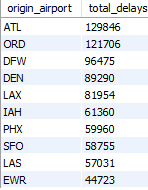 origin_airport total_delays
ATL 129846
ORD 121706
DFW 96475
DEN 89290
LAX 81954
IAH 61360
PHX 59960
SFO 58755
LAS 57031
EWR 44723